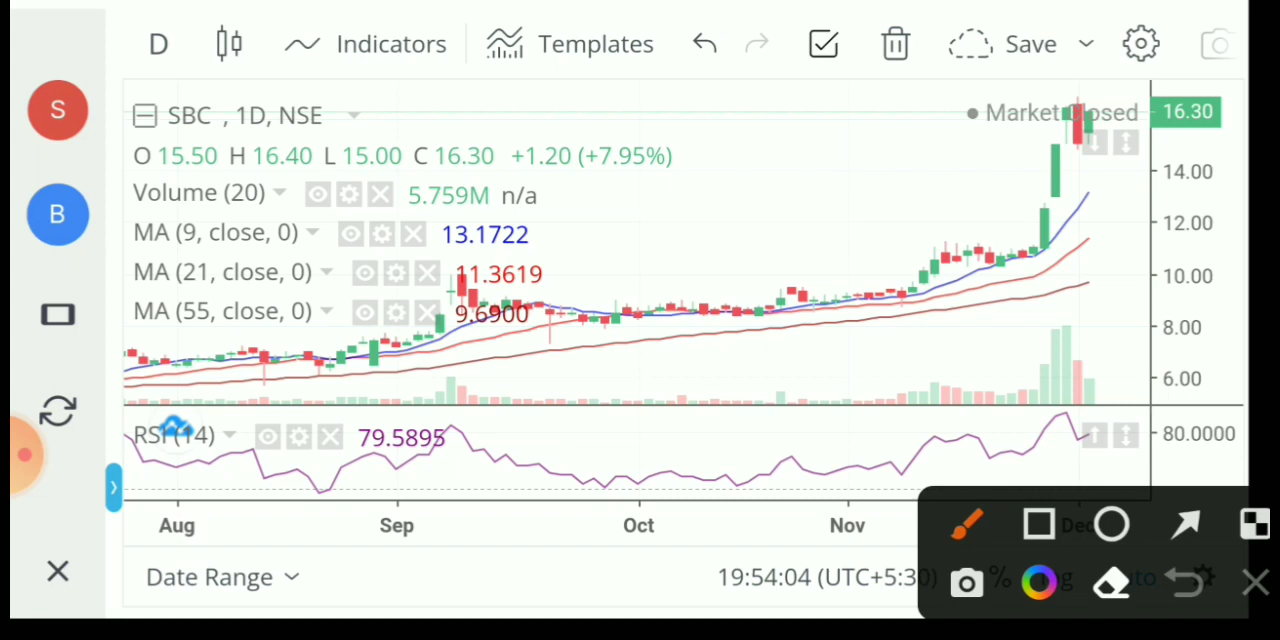 D Indicators Templates Save
S
B
SBC , 1D, NSE
Market Closed
16.30
O 15.50 H 16.40 L 15.00 C 16.30 +1.20 (+7.95%)
Volume (20) 5.759M n/a
MA (9, close, 0) 13.1722
MA (21, close, 0) 11.3619
MA (55, close, 0) 9.6900
14.00
12.00
10.00
8.00
6.00
RSI (14) 79.5895
80.0000
Aug Sep Oct Nov Dec
Date Range 19:54:04 (UTC+5:30) %